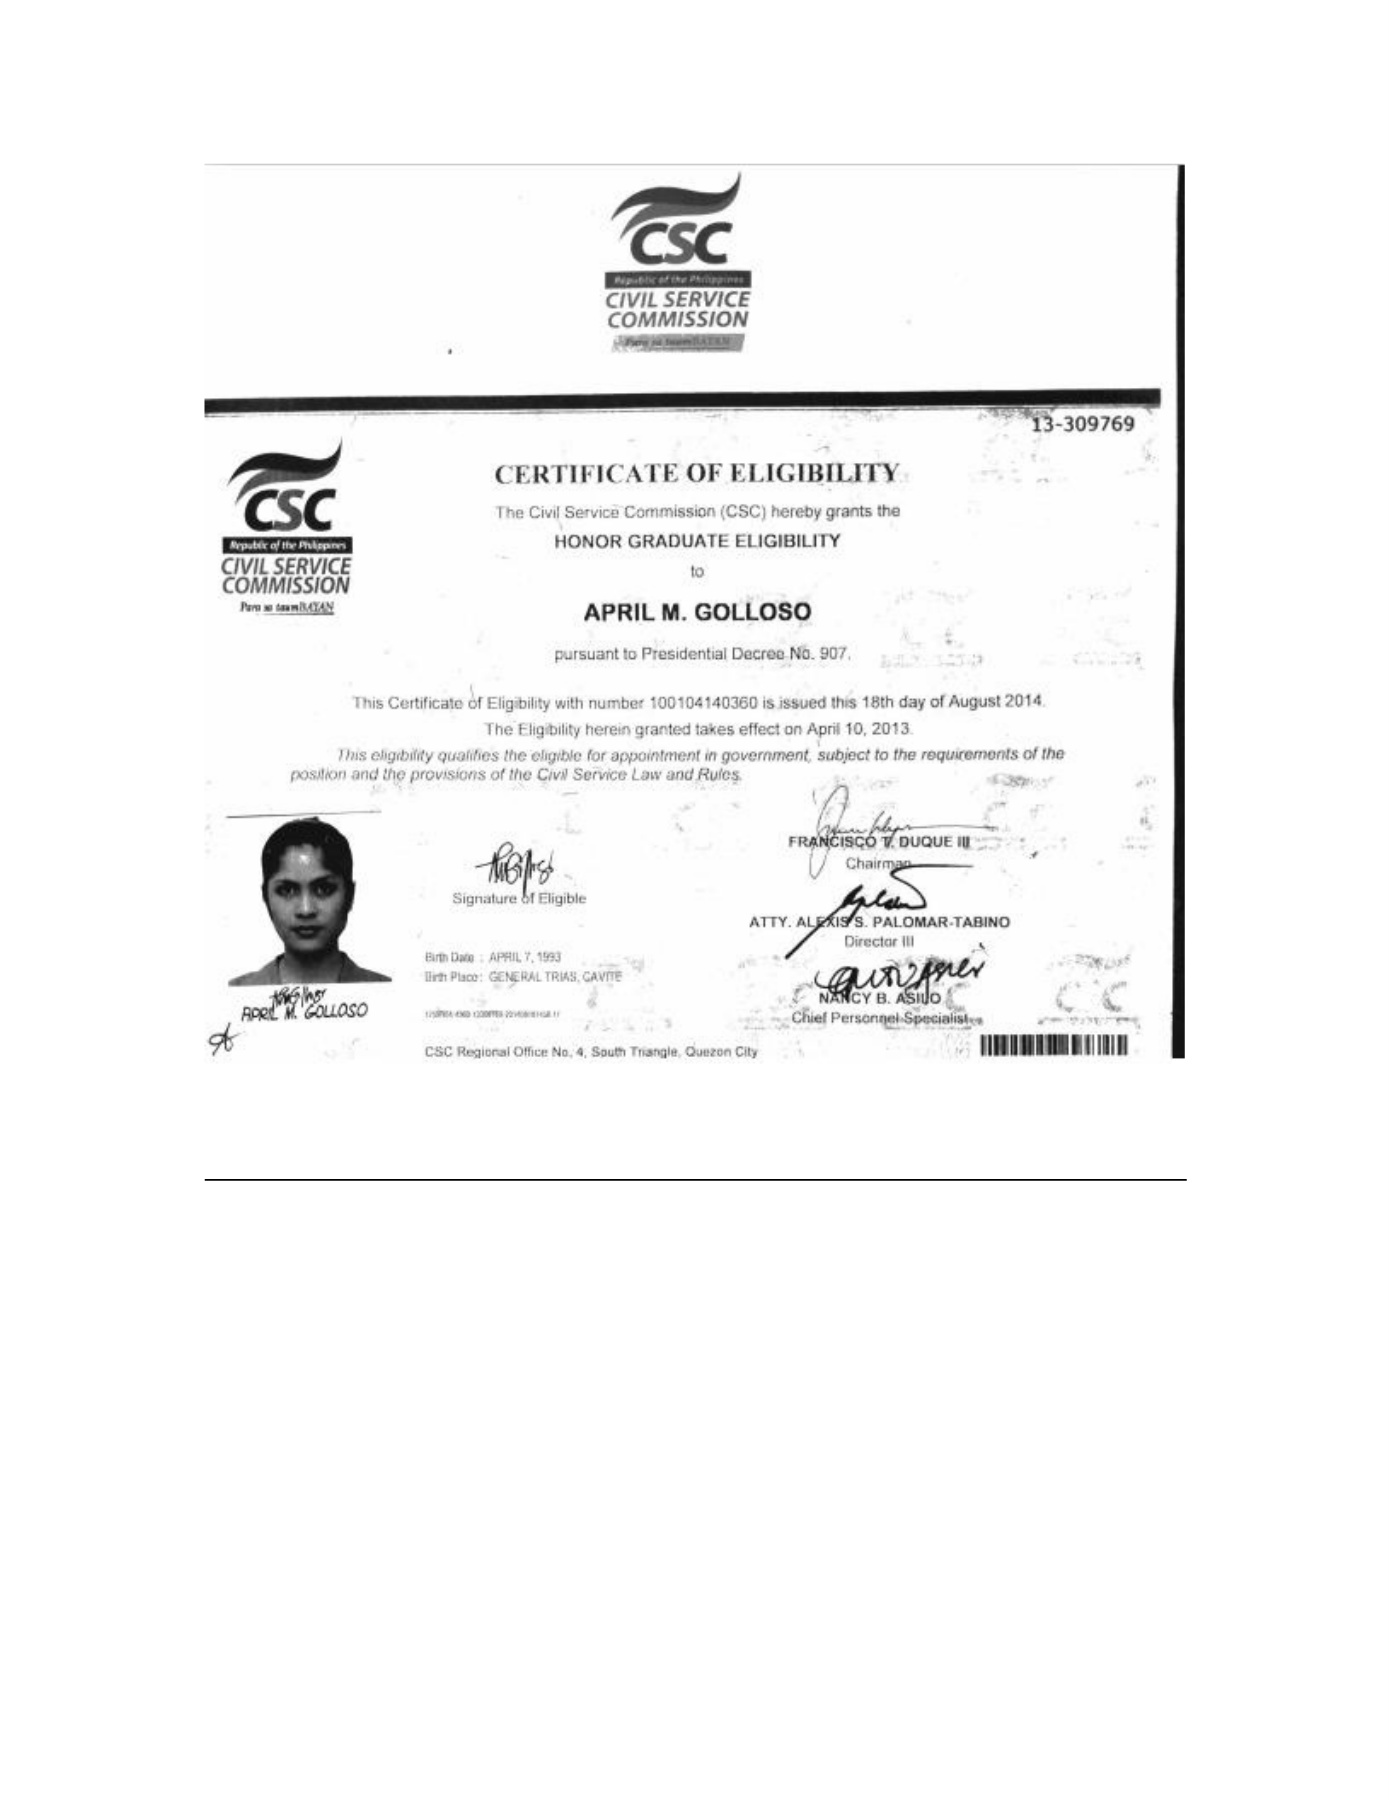 CSC
Republic of the Philippines
CIVIL SERVICE
COMMISSION
Para sa taumBAYAN
13-309769
CSC
Republic of the Philippines
CIVIL SERVICE
COMMISSION
Para sa taumBAYAN
CERTIFICATE OF ELIGIBILITY
The Civil Service Commission (CSC) hereby grants the
HONOR GRADUATE ELIGIBILITY
to
APRIL M. GOLLOSO
pursuant to Presidential Decree No. 907.
This Certificate of Eligibility with number 100104140360 is issued this 18th day of August 2014.
The Eligibility herein granted takes effect on April 10, 2013.
This eligibility qualifies the eligible for appointment in government, subject to the requirements of the
position and the provisions of the Civil Service Law and Rules.
FRANCISCO T. DUQUE III
Chairman
Signature of Eligible
ATTY. ALEXIS S. PALOMAR-TABINO
Director III
Birth Date : APRIL 7, 1993
Birth Place : GENERAL TRIAS, CAVITE
NANCY B. ASILO
Chief Personnel Specialist
APRIL M. GOLLOSO
CSC Regional Office No. 4, South Triangle, Quezon City